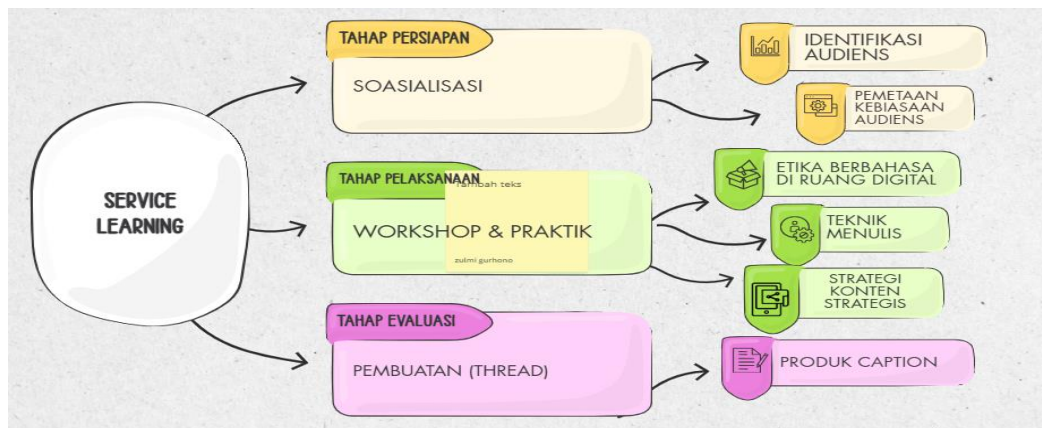 SERVICE
LEARNING
TAHAP PERSIAPAN
SOASIALISASI
IDENTIFIKASI
AUDIENS
PEMETAAN
KEBIASAAN
AUDIENS
TAHAP PELAKSANAAN
Tambah teks
WORKSHOP & PRAKTIK
zulmi gurhono
ETIKA BERBAHASA
DI RUANG DIGITAL
TEKNIK
MENULIS
STRATEGI
KONTEN
STRATEGIS
TAHAP EVALUASI
PEMBUATAN (THREAD)
PRODUK CAPTION